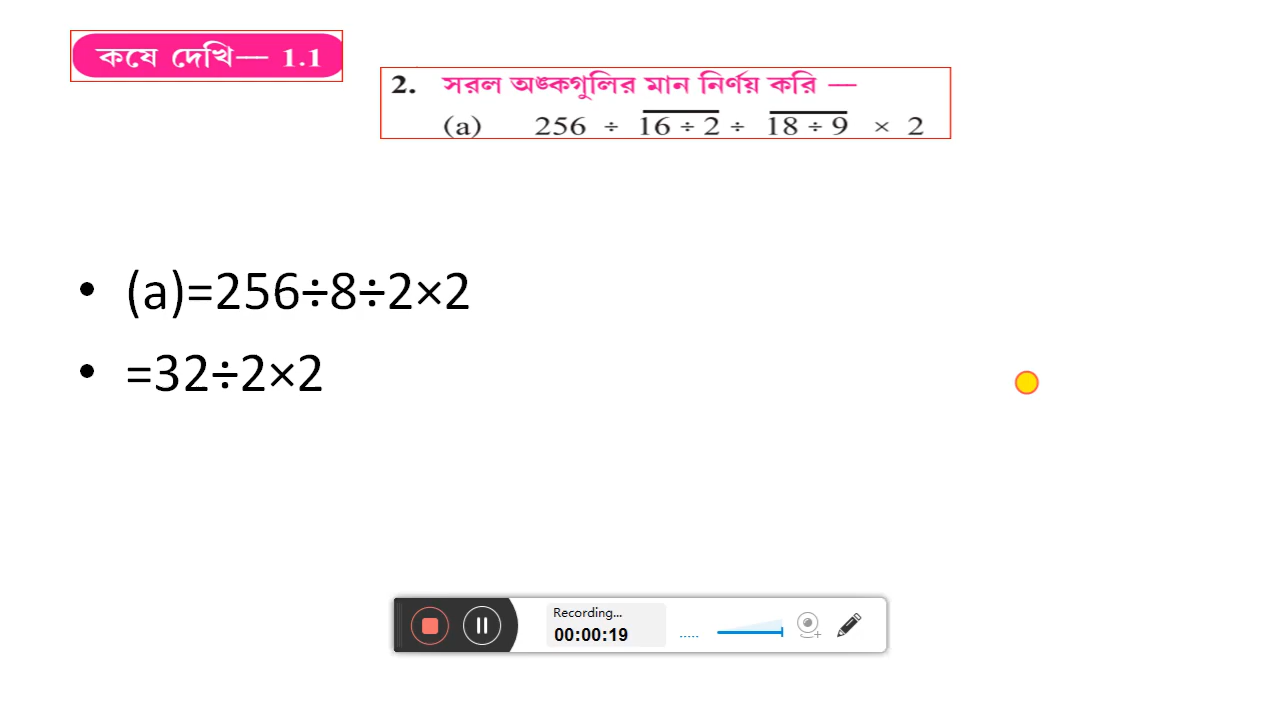 কষে দেখি— 1.1
2. সরল অঙ্কগুলির মান নির্ণয় করি —
(a) 256 ÷ 16 ÷ 2 ÷ 18 ÷ 9 × 2
• (a)=256÷8÷2×2
• =32÷2×2
Recording...
00:00:19